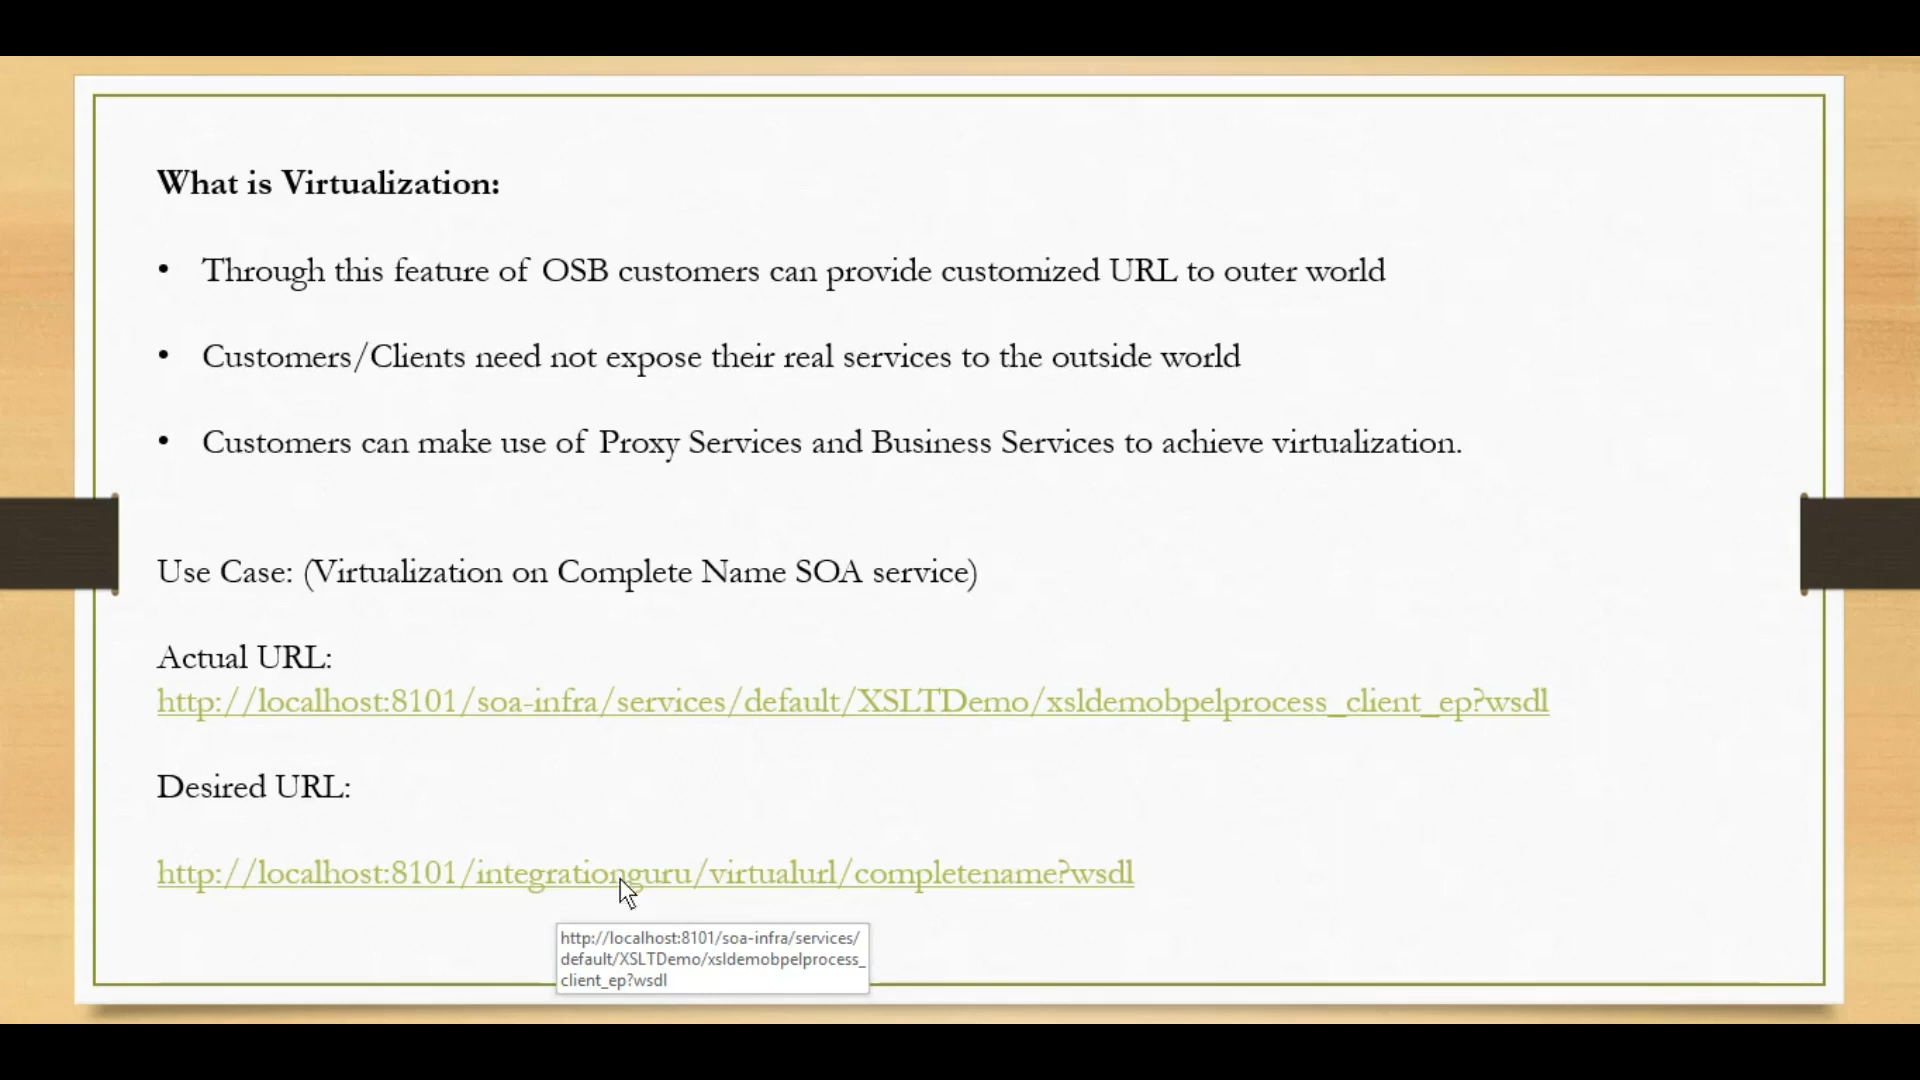 What is Virtualization:
• Through this feature of OSB customers can provide customized URL to outer world
• Customers/Clients need not expose their real services to the outside world
• Customers can make use of Proxy Services and Business Services to achieve virtualization.
Use Case: (Virtualization on Complete Name SOA service)
Actual URL:
http://localhost:8101/soa-infra/services/default/XSLTDemo/xsldemobpelprocess_client_ep?wsdl
Desired URL:
http://localhost:8101/integrationguru/virtualurl/completename?wsdl
http://localhost:8101/soa-infra/services/
default/XSLTDemo/xsldemobpelprocess_
client_ep?wsdl